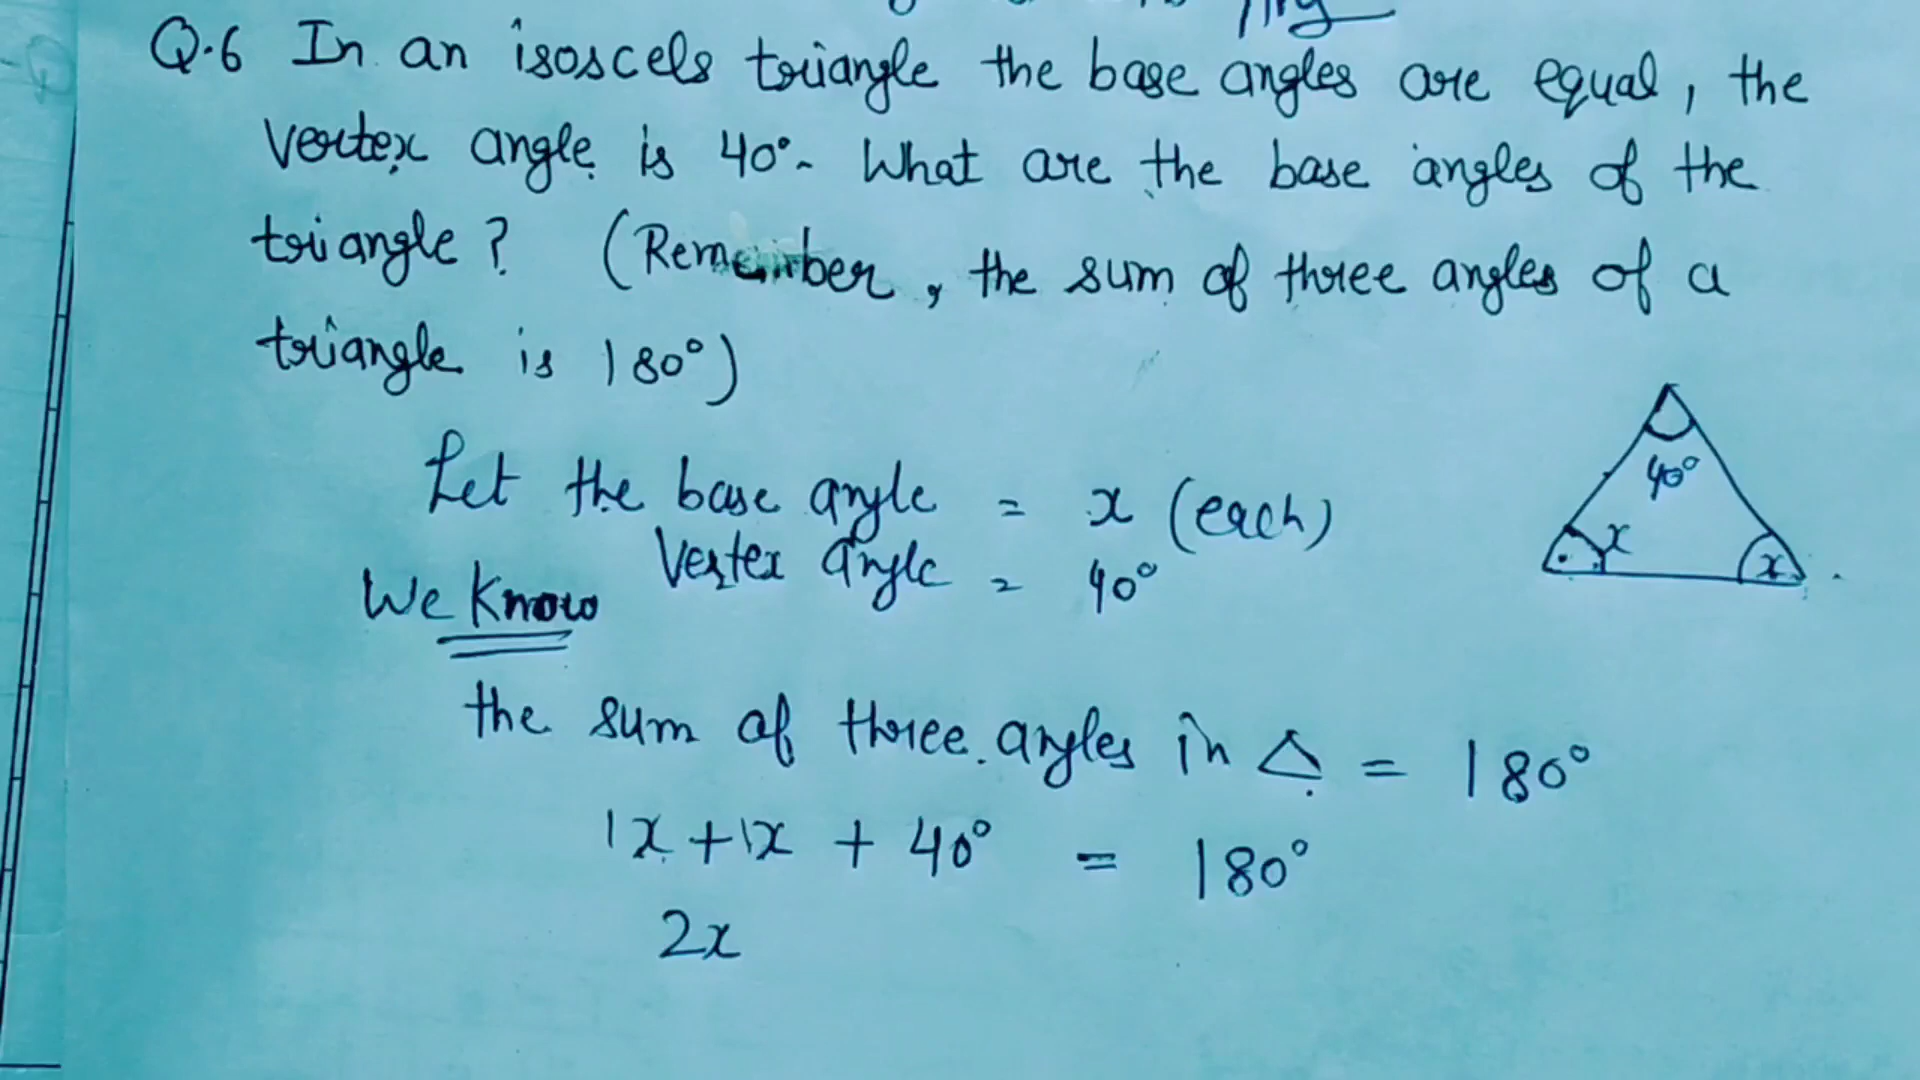 Q.6 In an isoscels triangle the base angles are equal, the
vertex angle is 40°. What are the base angles of the
triangle? (Remember, the sum of three angles of a
triangle is 180°)
40°
x
x
Let the base angle = x (each)
Vertex angle = 40°
We Know
the sum of three angles in △ = 180°
1x + 1x + 40° = 180°
2x